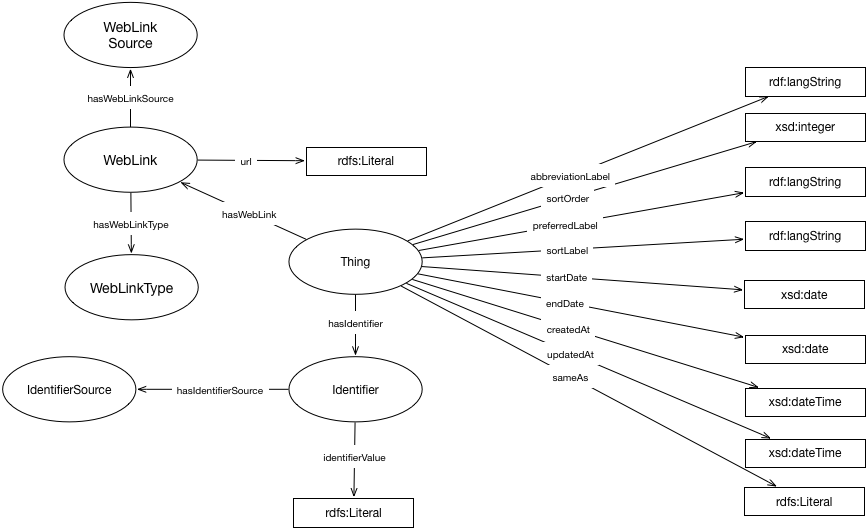 WebLink
Source
hasWebLinkSource
WebLink
url
rdfs:Literal
hasWebLinkType
hasWebLink
WebLinkType
Thing
abbreviationLabel
rdf:langString
sortOrder
xsd:integer
preferredLabel
rdf:langString
sortLabel
rdf:langString
startDate
xsd:date
endDate
xsd:date
createdAt
xsd:dateTime
updatedAt
xsd:dateTime
sameAs
rdfs:Literal
hasIdentifier
IdentifierSource
hasIdentifierSource
Identifier
identifierValue
rdfs:Literal